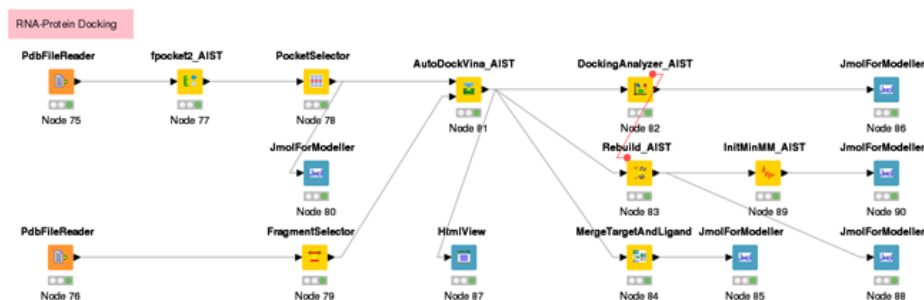 RNA-Protein Docking
PdbFileReader
fpocket2_AIST
PocketSelector
AutoDockVina_AIST
DockingAnalyzer_AIST
JmolForModeller
Node 75
Node 77
Node 78
Node 81
Node 82
Node 86
JmolForModeller
Rebuild_AIST
InitMinMM_AIST
JmolForModeller
Node 80
Node 83
Node 89
Node 90
PdbFileReader
FragmentSelector
HtmlView
MergeTargetAndLigand
JmolForModeller
JmolForModeller
Node 76
Node 79
Node 87
Node 84
Node 85
Node 88